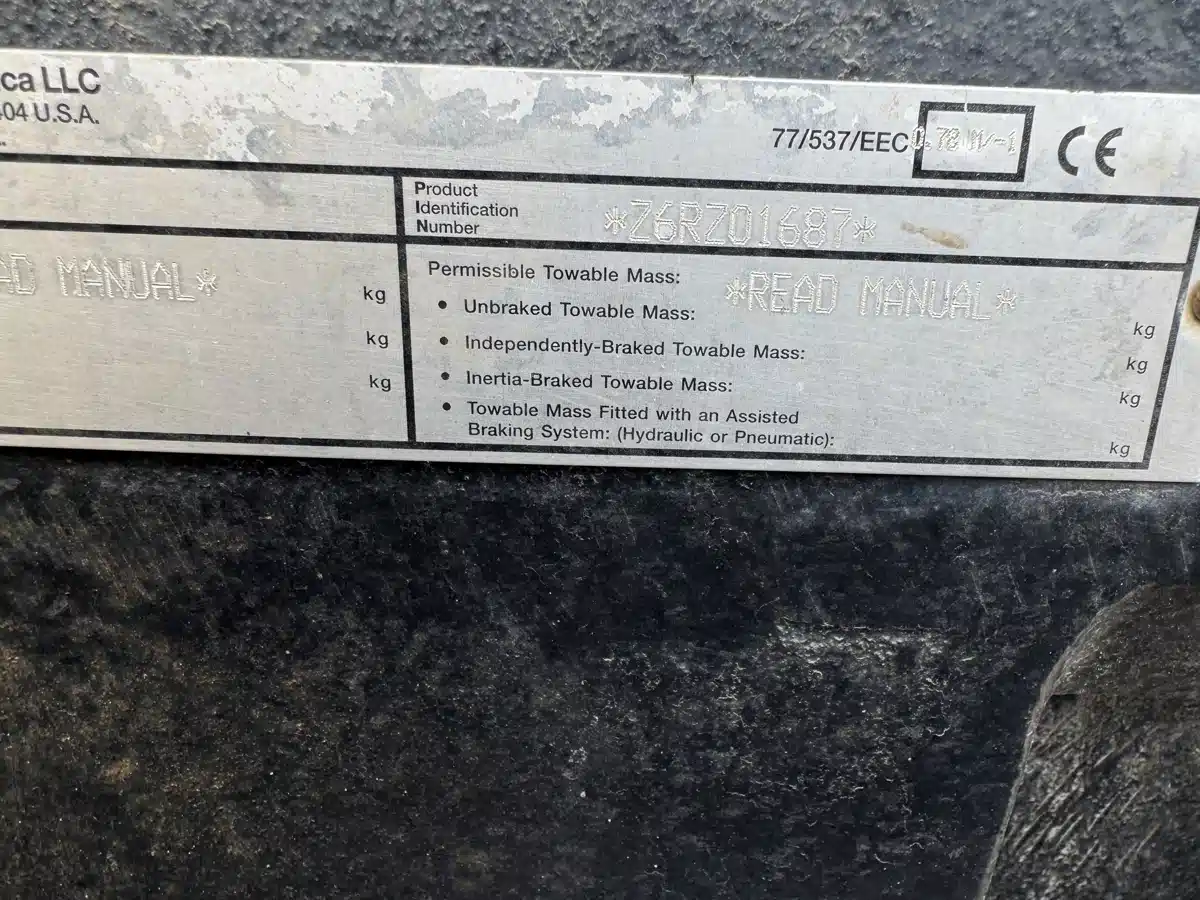 ca LLC
04 U.S.A.
77/537/EEC
CE
Product
Identification
Number
*Z6RZ01687*
AD MANUAL*
kg
kg
kg
Permissible Towable Mass:
*READ MANUAL*
• Unbraked Towable Mass: kg
• Independently-Braked Towable Mass: kg
• Inertia-Braked Towable Mass: kg
• Towable Mass Fitted with an Assisted
Braking System: (Hydraulic or Pneumatic): kg